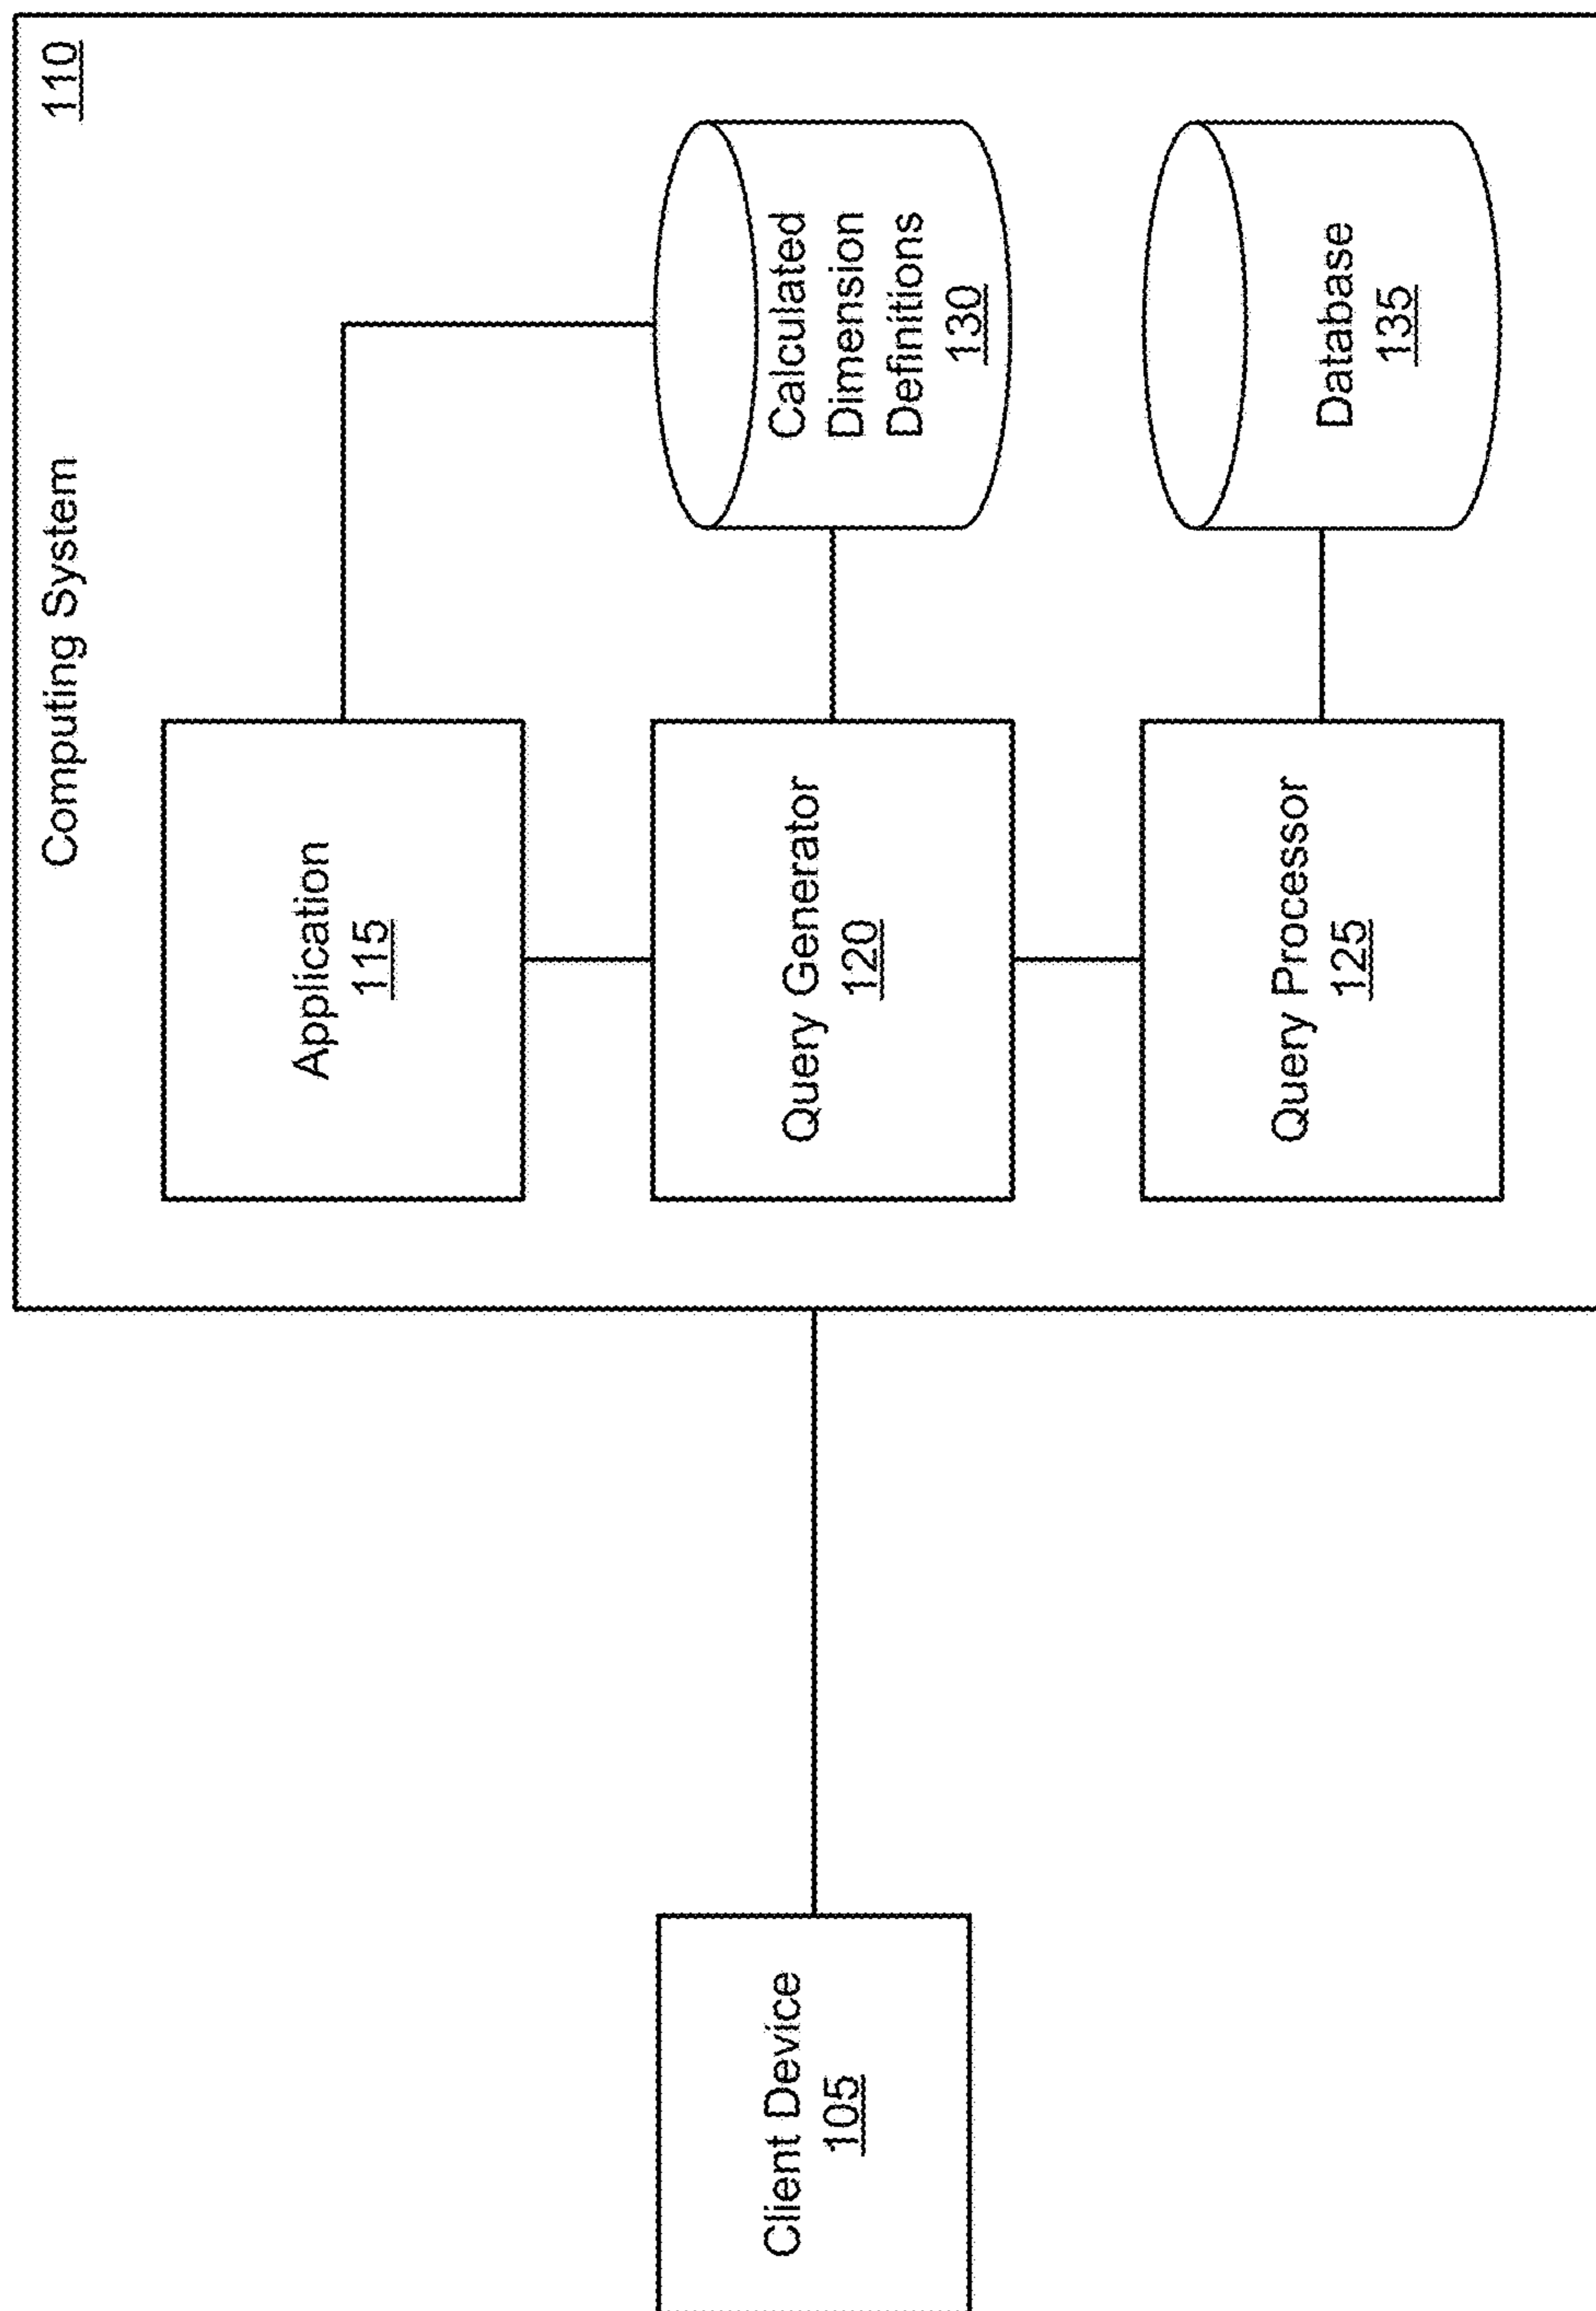 Computing System
110
Client Device
105
Application
115
Query Generator
120
Query Processor
125
Calculated
Dimension
Definitions
130
Database
135